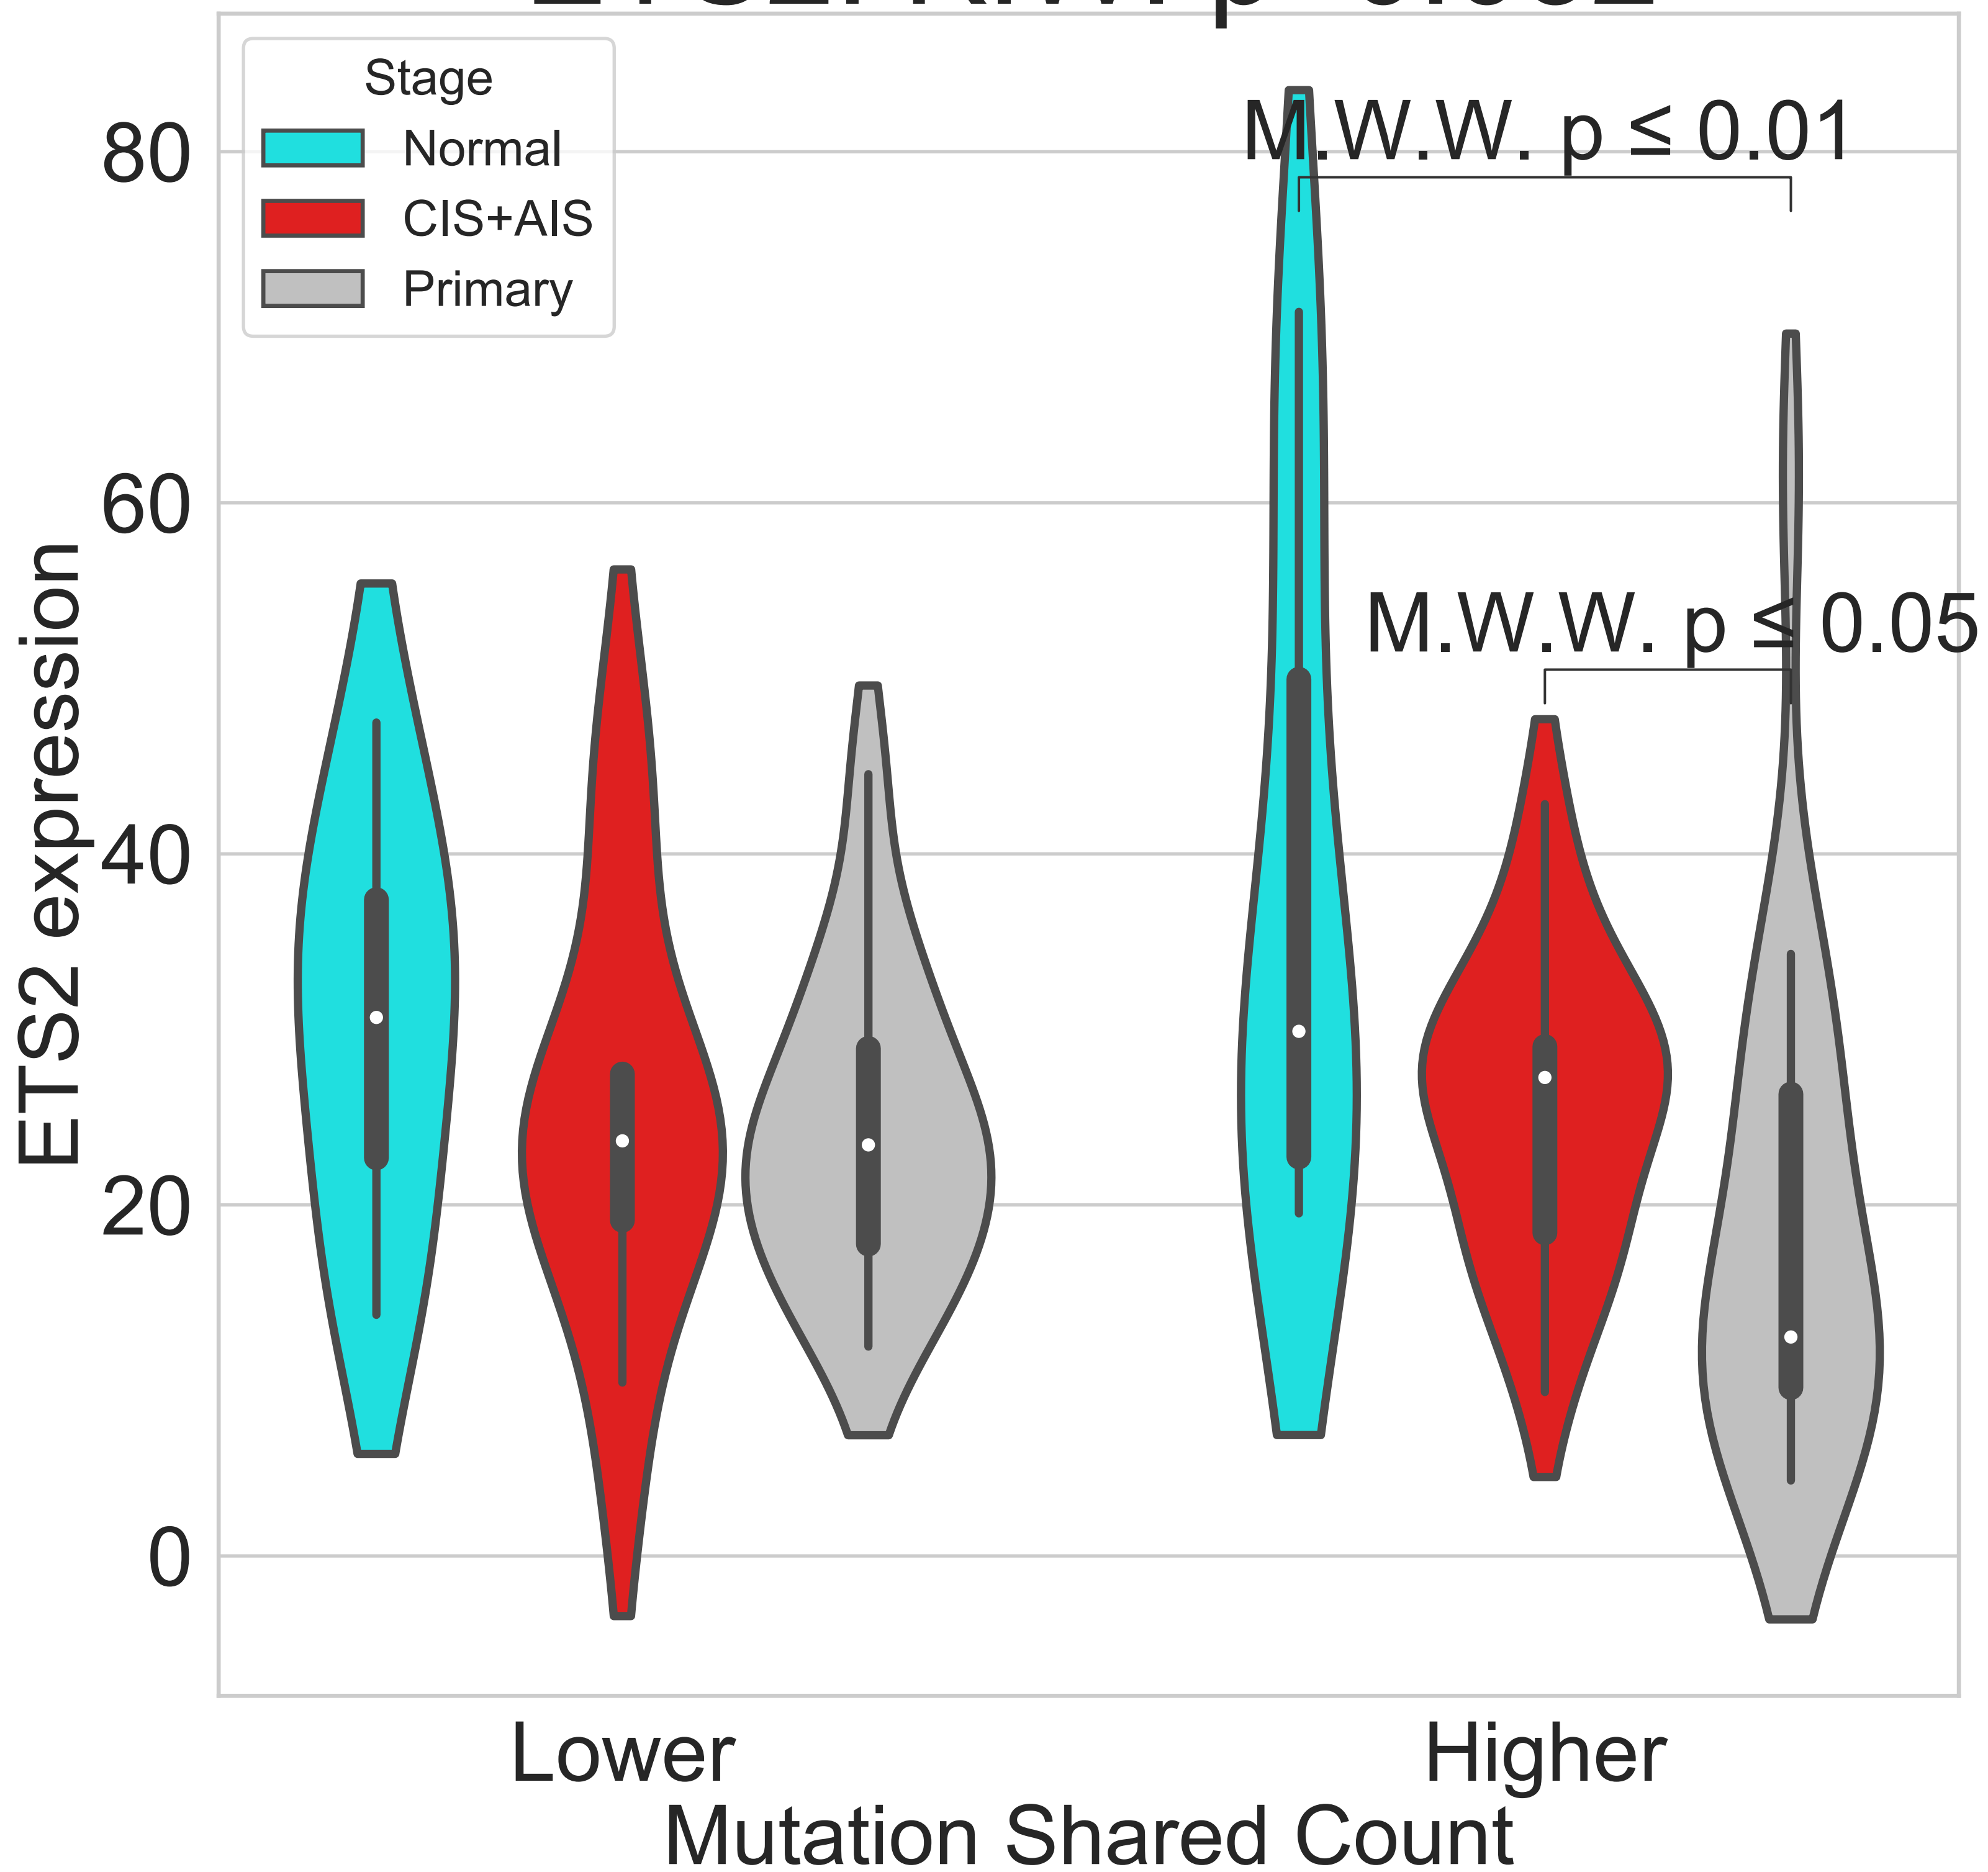 Stage
Normal
CIS+AIS
Primary
M.W.W. p ≤ 0.01
M.W.W. p ≤ 0.05
80
60
40
20
0
ETS2 expression
Lower
Higher
Mutation Shared Count